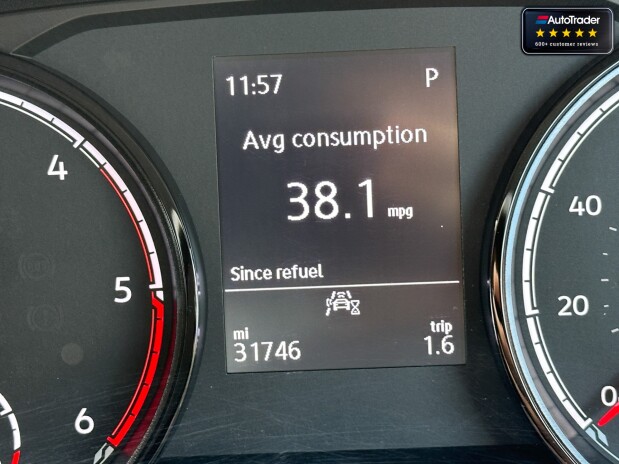 AutoTrader
600+ customer reviews
11:57 P
Avg consumption
38.1 mpg
Since refuel
mi trip
31746 1.6
4
5
6
40
20
0